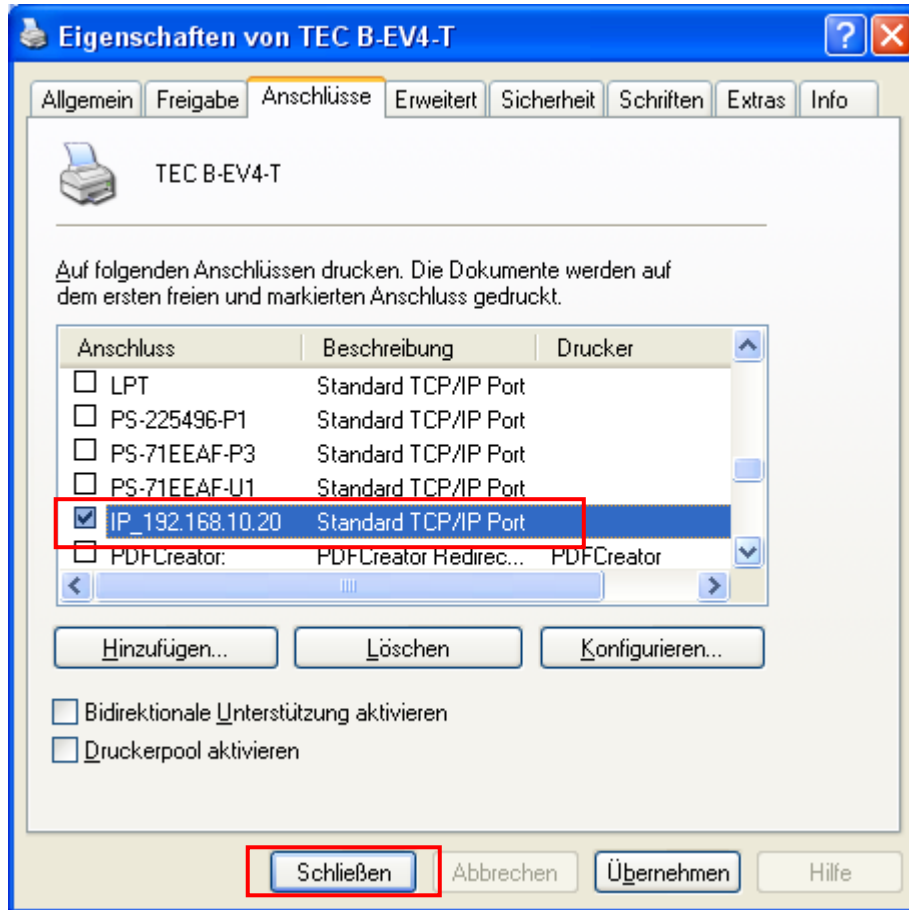 Eigenschaften von TEC B-EV4-T
Allgemein Freigabe Anschlüsse Erweitert Sicherheit Schriften Extras Info
TEC B-EV4-T
Auf folgenden Anschlüssen drucken. Die Dokumente werden auf
dem ersten freien und markierten Anschluss gedruckt.
Anschluss Beschreibung Drucker
LPT Standard TCP/IP Port
PS-225496-P1 Standard TCP/IP Port
PS-71EEAF-P3 Standard TCP/IP Port
PS-71EEAF-U1 Standard TCP/IP Port
IP_192.168.10.20 Standard TCP/IP Port
PDFCreator: PDFCreator Redirec... PDFCreator
Hinzufügen... Löschen Konfigurieren...
Bidirektionale Unterstützung aktivieren
Druckerpool aktivieren
Schließen Abbrechen Übernehmen Hilfe